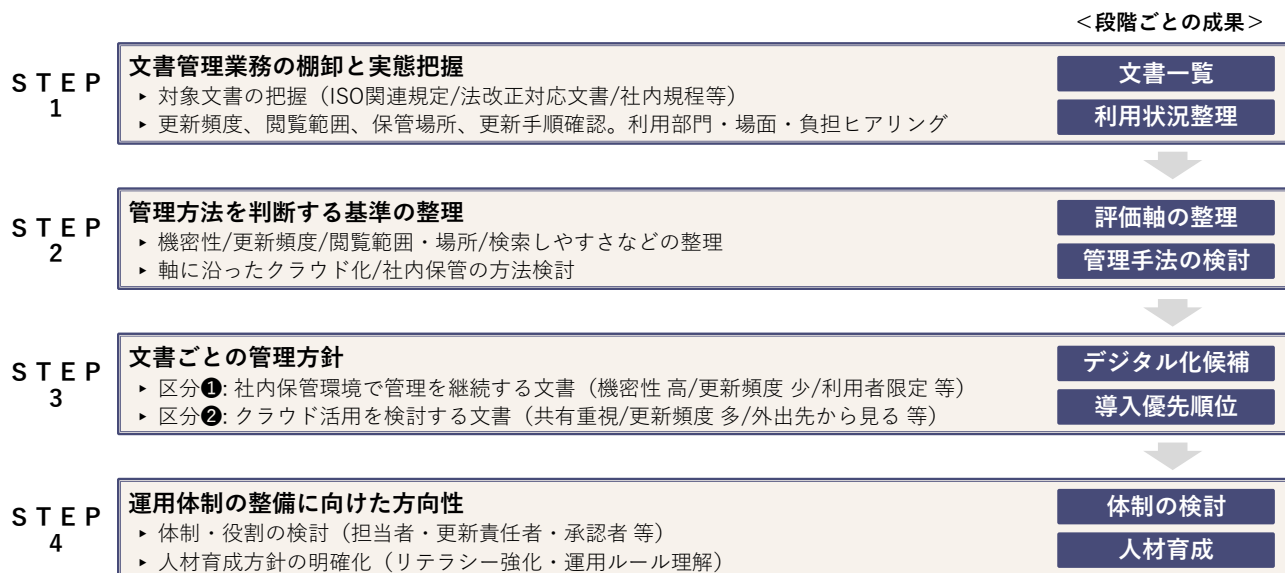 ＜段階ごとの成果＞
ＳＴＥＰ
1
文書管理業務の棚卸と実態把握
▸ 対象文書の把握（ISO関連規定/法改正対応文書/社内規程等）
▸ 更新頻度、閲覧範囲、保管場所、更新手順確認。利用部門・場面・負担ヒアリング
文書一覧
利用状況整理
ＳＴＥＰ
2
管理方法を判断する基準の整理
▸ 機密性/更新頻度/閲覧範囲・場所/検索しやすさなどの整理
▸ 軸に沿ったクラウド化/社内保管の方法検討
評価軸の整理
管理手法の検討
ＳＴＥＰ
3
文書ごとの管理方針
▸ 区分❶: 社内保管環境で管理を継続する文書（機密性 高/更新頻度 少/利用者限定 等）
▸ 区分❷: クラウド活用を検討する文書（共有重視/更新頻度 多/外出先から見る 等）
デジタル化候補
導入優先順位
ＳＴＥＰ
4
運用体制の整備に向けた方向性
▸ 体制・役割の検討（担当者・更新責任者・承認者 等）
▸ 人材育成方針の明確化（リテラシー強化・運用ルール理解）
体制の検討
人材育成